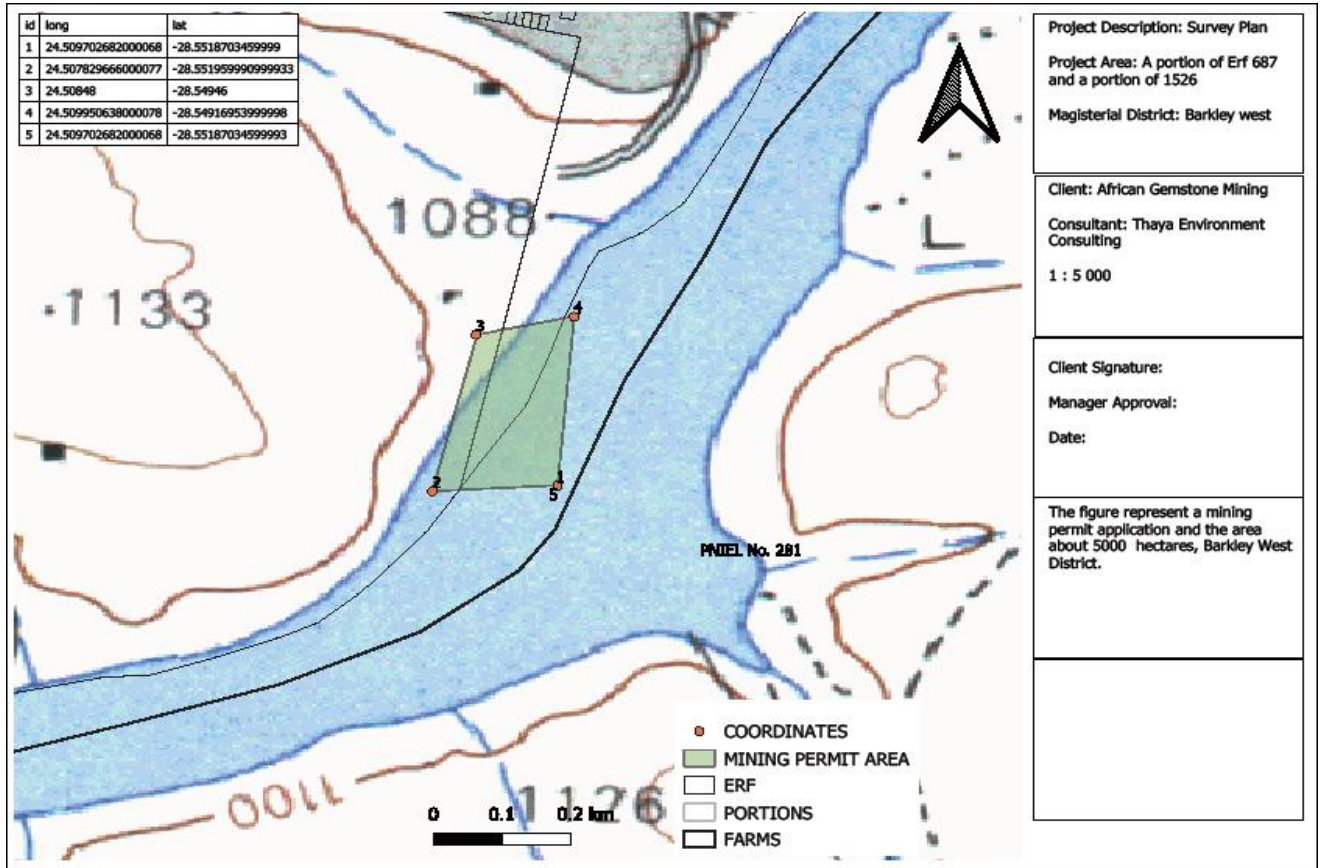 id long lat
1 24.509702682000068 -28.5518703459999
2 24.507829666000077 -28.551959990999933
3 24.50848 -28.54946
4 24.509950638000078 -28.54916953999998
5 24.509702682000068 -28.55187034599993
1088
1133
3
4
2
1
5
PNIEL No. 281
1100
1126
0 0.1 0.2 km
COORDINATES
MINING PERMIT AREA
ERF
PORTIONS
FARMS
Project Description: Survey Plan
Project Area: A portion of Erf 687
and a portion of 1526
Magisterial District: Barkley west
Client: African Gemstone Mining
Consultant: Thaya Environment
Consulting
1 : 5 000
Client Signature:
Manager Approval:
Date:
The figure represent a mining
permit application and the area
about 5000 hectares, Barkley West
District.